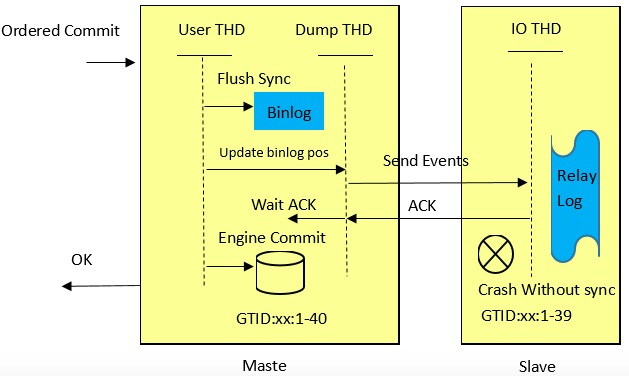 Ordered Commit
User THD
Dump THD
IO THD
Flush Sync
Binlog
Update binlog pos
Send Events
Relay
Log
Wait ACK
ACK
Engine Commit
OK
Crash Without sync
GTID:xx:1-40
GTID:xx:1-39
Maste
Slave